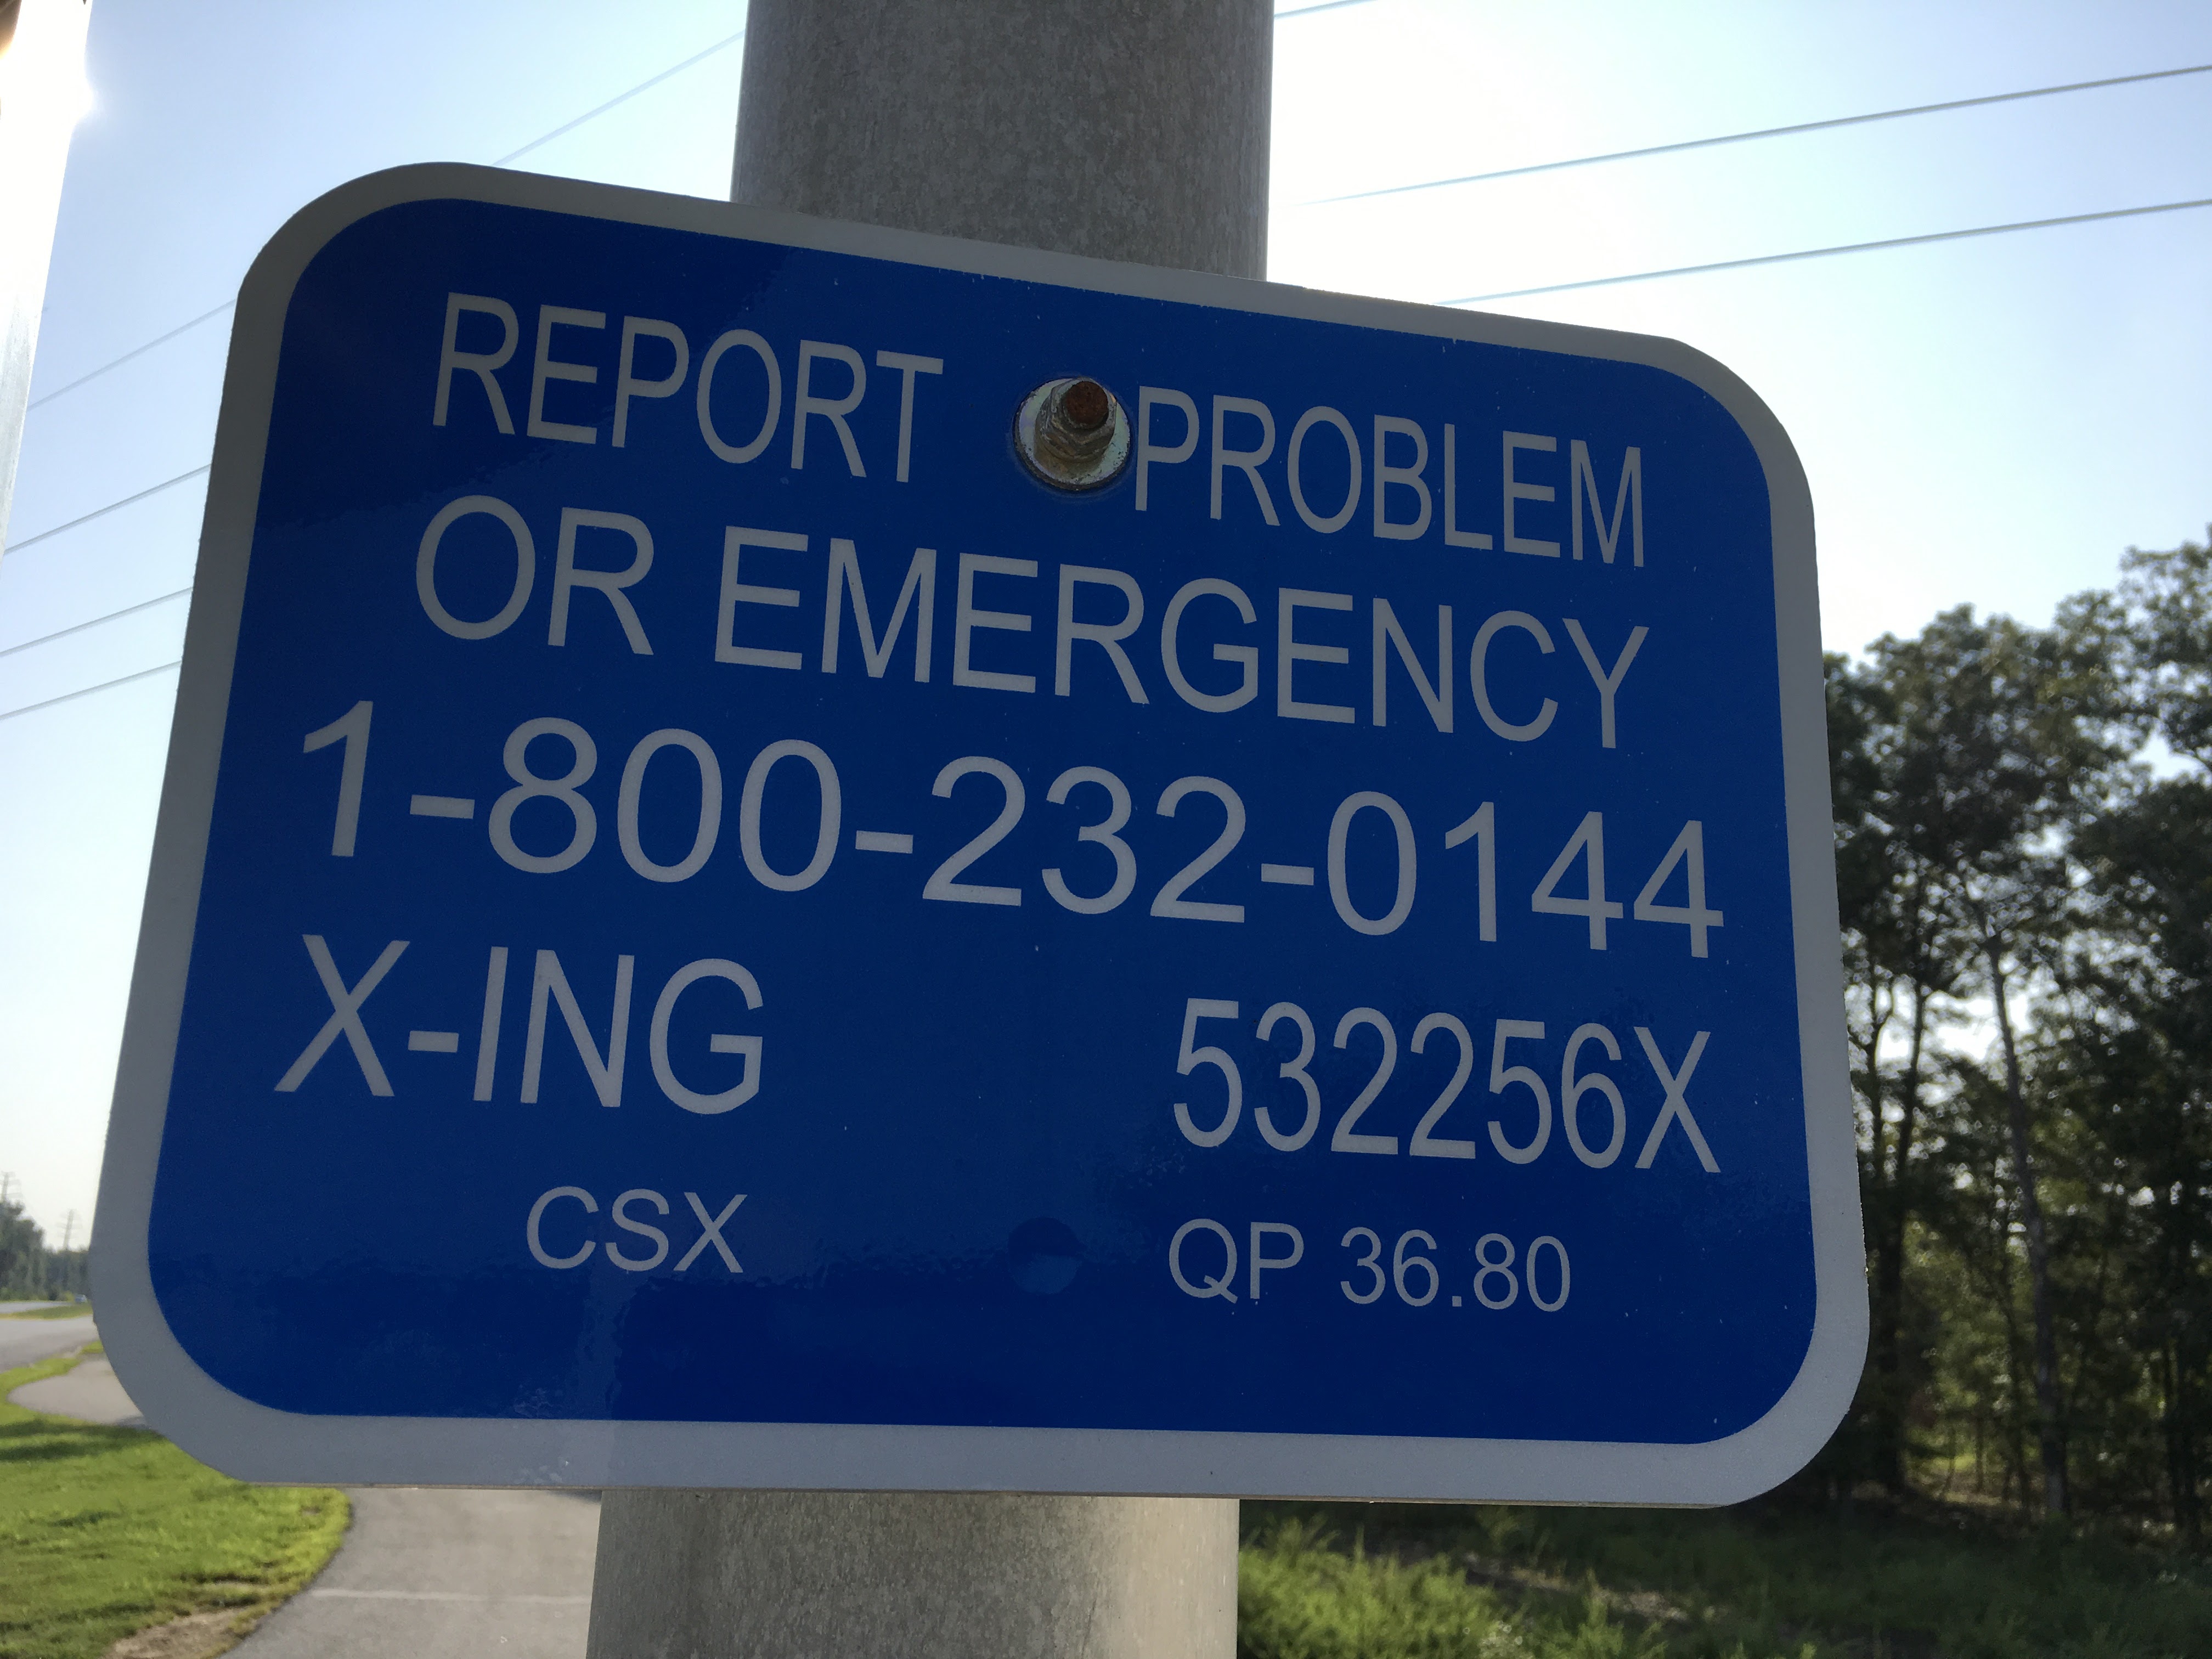 REPORT PROBLEM
OR EMERGENCY
1-800-232-0144
X-ING 532256X
CSX QP 36.80